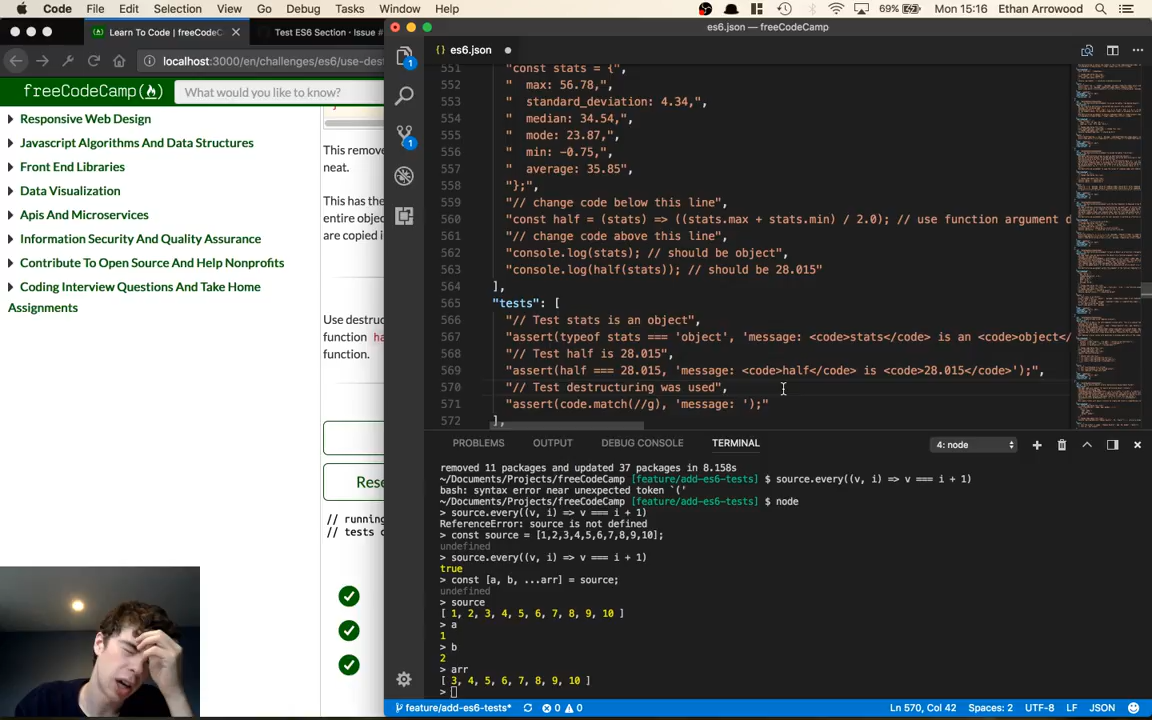 Code File Edit Selection View Go Debug Tasks Window Help 69% Mon 15:16 Ethan Arrowood
Learn To Code | freeCodeC
Test ES6 Section - Issue #
localhost:3000/en/challenges/es6/use-des
freeCodeCamp
What would you like to know?
Responsive Web Design
Javascript Algorithms And Data Structures
Front End Libraries
Data Visualization
Apis And Microservices
Information Security And Quality Assurance
Contribute To Open Source And Help Nonprofits
Coding Interview Questions And Take Home
Assignments
This remove
neat.
This has the
entire objec
are copied i
Use destruc
function ha
function.
Rese
// running
// tests c
es6.json — freeCodeCamp
{} es6.json
1
1
551 "const stats = {",
552 "  max: 56.78,",
553 "  standard_deviation: 4.34,",
554 "  median: 34.54,",
555 "  mode: 23.87,",
556 "  min: -0.75,",
557 "  average: 35.85",
558 "};",
559 "// change code below this line",
560 "const half = (stats) => ((stats.max + stats.min) / 2.0); // use function argument d
561 "// change code above this line",
562 "console.log(stats); // should be object",
563 "console.log(half(stats)); // should be 28.015"
564 ],
565 "tests": [
566 "// Test stats is an object",
567 "assert(typeof stats === 'object', 'message: <code>stats</code> is an <code>object</
568 "// Test half is 28.015",
569 "assert(half === 28.015, 'message: <code>half</code> is <code>28.015</code>');",
570 "// Test destructuring was used",
571 "assert(code.match(//g), 'message: ');"
572 ],
PROBLEMS OUTPUT DEBUG CONSOLE TERMINAL 4: node
removed 11 packages and updated 37 packages in 8.158s
~/Documents/Projects/freeCodeCamp [feature/add-es6-tests] $ source.every((v, i) => v === i + 1)
bash: syntax error near unexpected token `('
~/Documents/Projects/freeCodeCamp [feature/add-es6-tests] $ node
> source.every((v, i) => v === i + 1)
ReferenceError: source is not defined
> const source = [1,2,3,4,5,6,7,8,9,10];
undefined
> source.every((v, i) => v === i + 1)
true
> const [a, b, ...arr] = source;
undefined
> source
[ 1, 2, 3, 4, 5, 6, 7, 8, 9, 10 ]
> a
1
> b
2
> arr
[ 3, 4, 5, 6, 7, 8, 9, 10 ]
>
feature/add-es6-tests* 0 0 Ln 570, Col 42 Spaces: 2 UTF-8 LF JSON